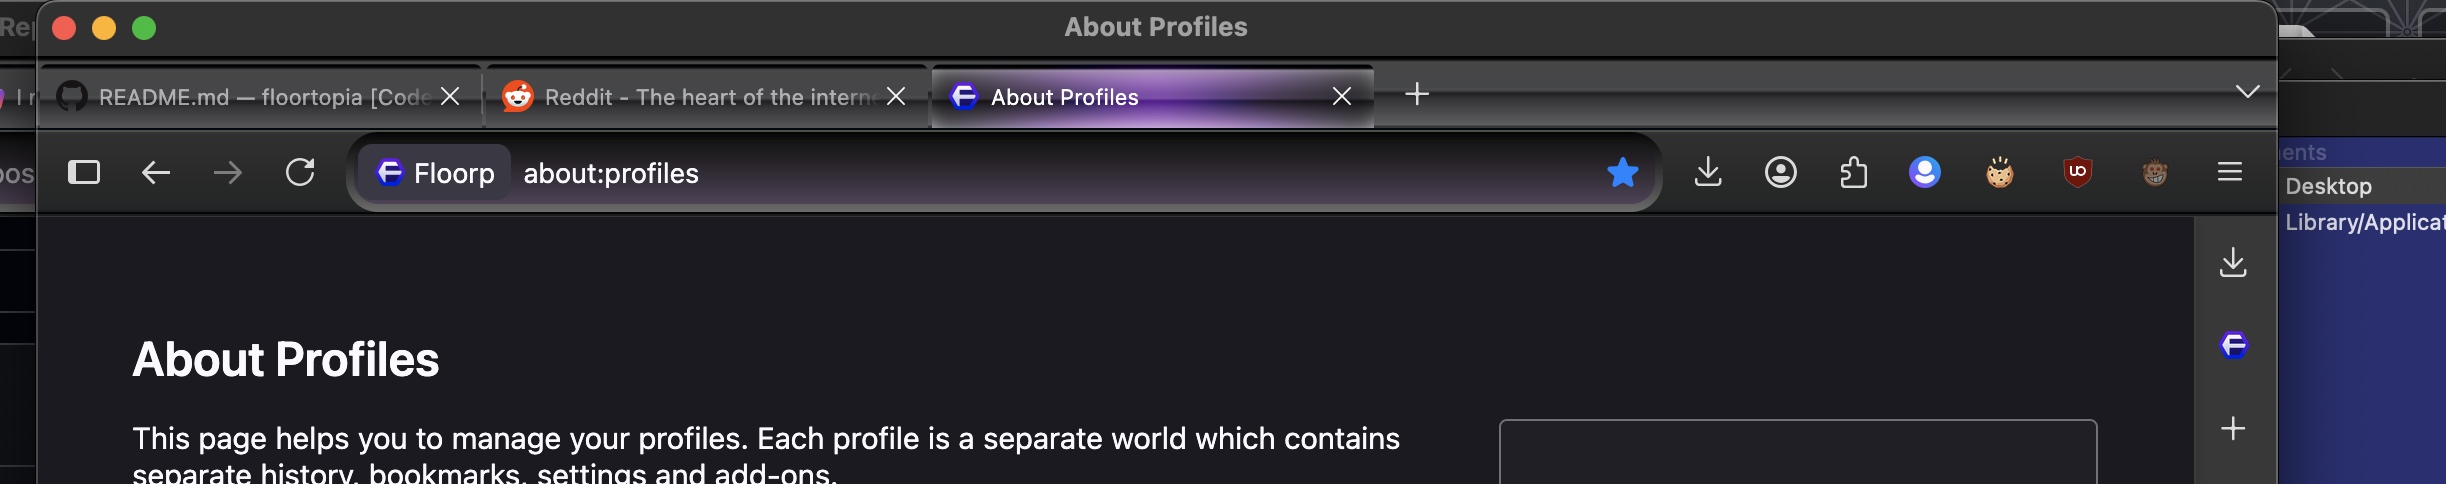 About Profiles
README.md — floortopia [Code
Reddit - The heart of the intern
About Profiles
Floorp
about:profiles
ents
Desktop
Library/Applicat
About Profiles
This page helps you to manage your profiles. Each profile is a separate world which contains
separate history, bookmarks, settings and add-ons.